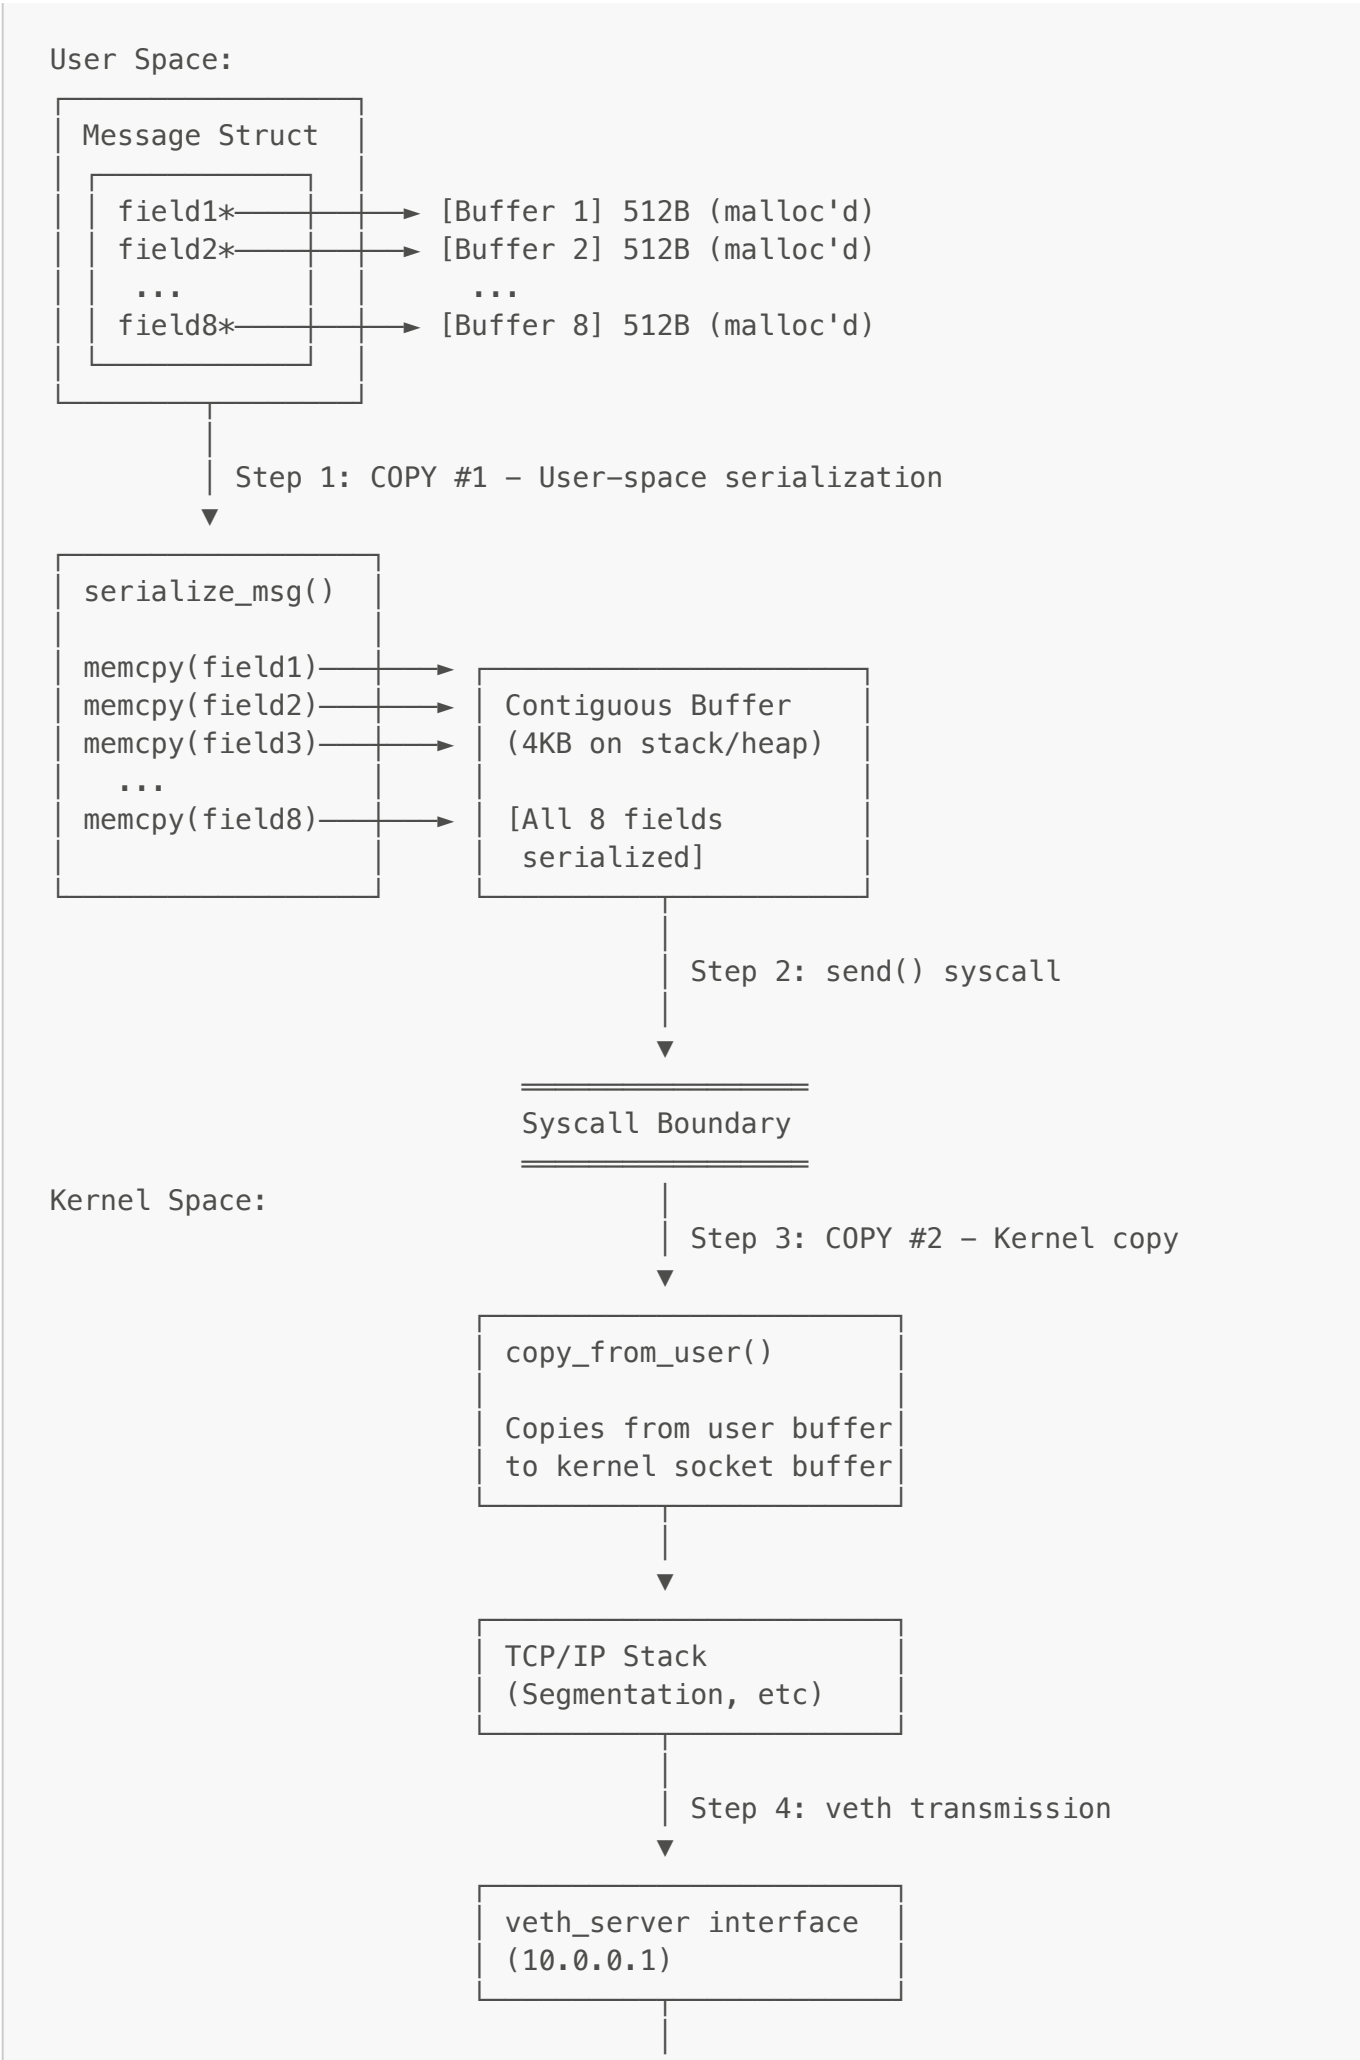 User Space:
Message Struct
field1* [Buffer 1] 512B (malloc'd)
field2* [Buffer 2] 512B (malloc'd)
... ...
field8* [Buffer 8] 512B (malloc'd)
Step 1: COPY #1 - User-space serialization
serialize_msg()
memcpy(field1)
memcpy(field2) Contiguous Buffer
memcpy(field3) (4KB on stack/heap)
...
memcpy(field8) [All 8 fields
serialized]
Step 2: send() syscall
Syscall Boundary
Kernel Space:
Step 3: COPY #2 - Kernel copy
copy_from_user()
Copies from user buffer
to kernel socket buffer
TCP/IP Stack
(Segmentation, etc)
Step 4: veth transmission
veth_server interface
(10.0.0.1)